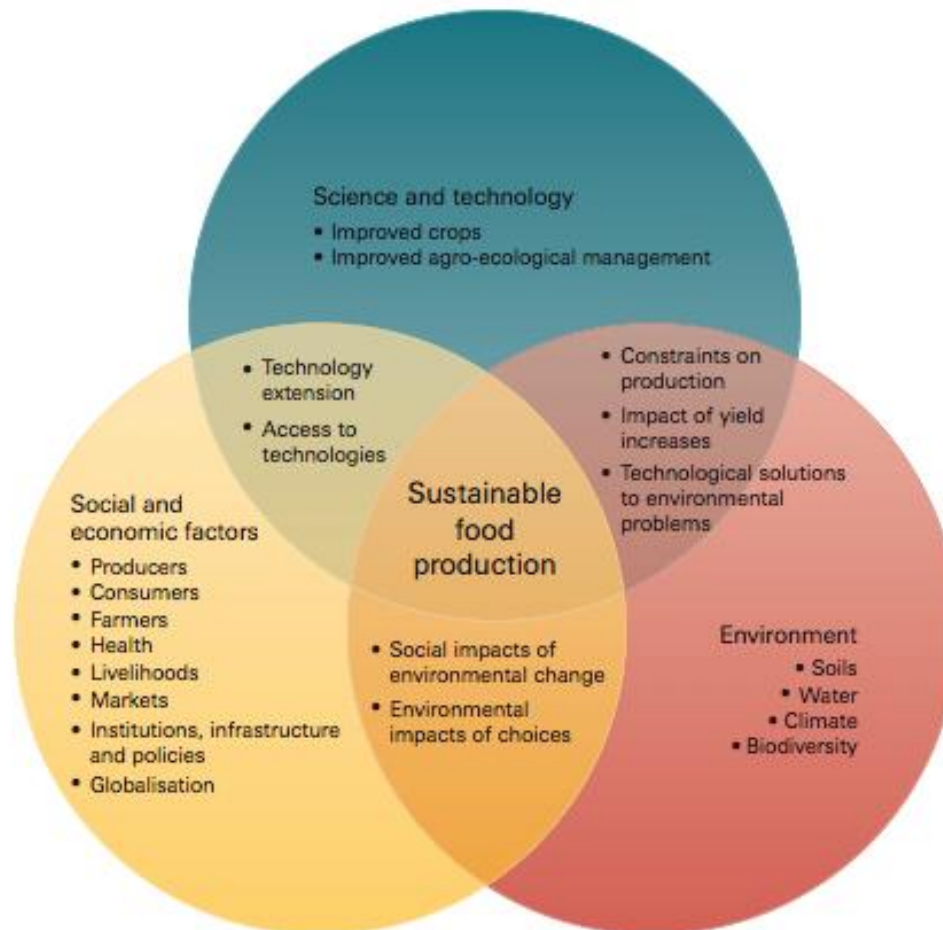 Science and technology
• Improved crops
• Improved agro-ecological management
• Technology
extension
• Access to
technologies
• Constraints on
production
• Impact of yield
increases
• Technological solutions
to environmental
problems
Sustainable
food
production
Social and
economic factors
• Producers
• Consumers
• Farmers
• Health
• Livelihoods
• Markets
• Institutions, infrastructure
and policies
• Globalisation
• Social impacts of
environmental change
• Environmental
impacts of choices
Environment
• Soils
• Water
• Climate
• Biodiversity